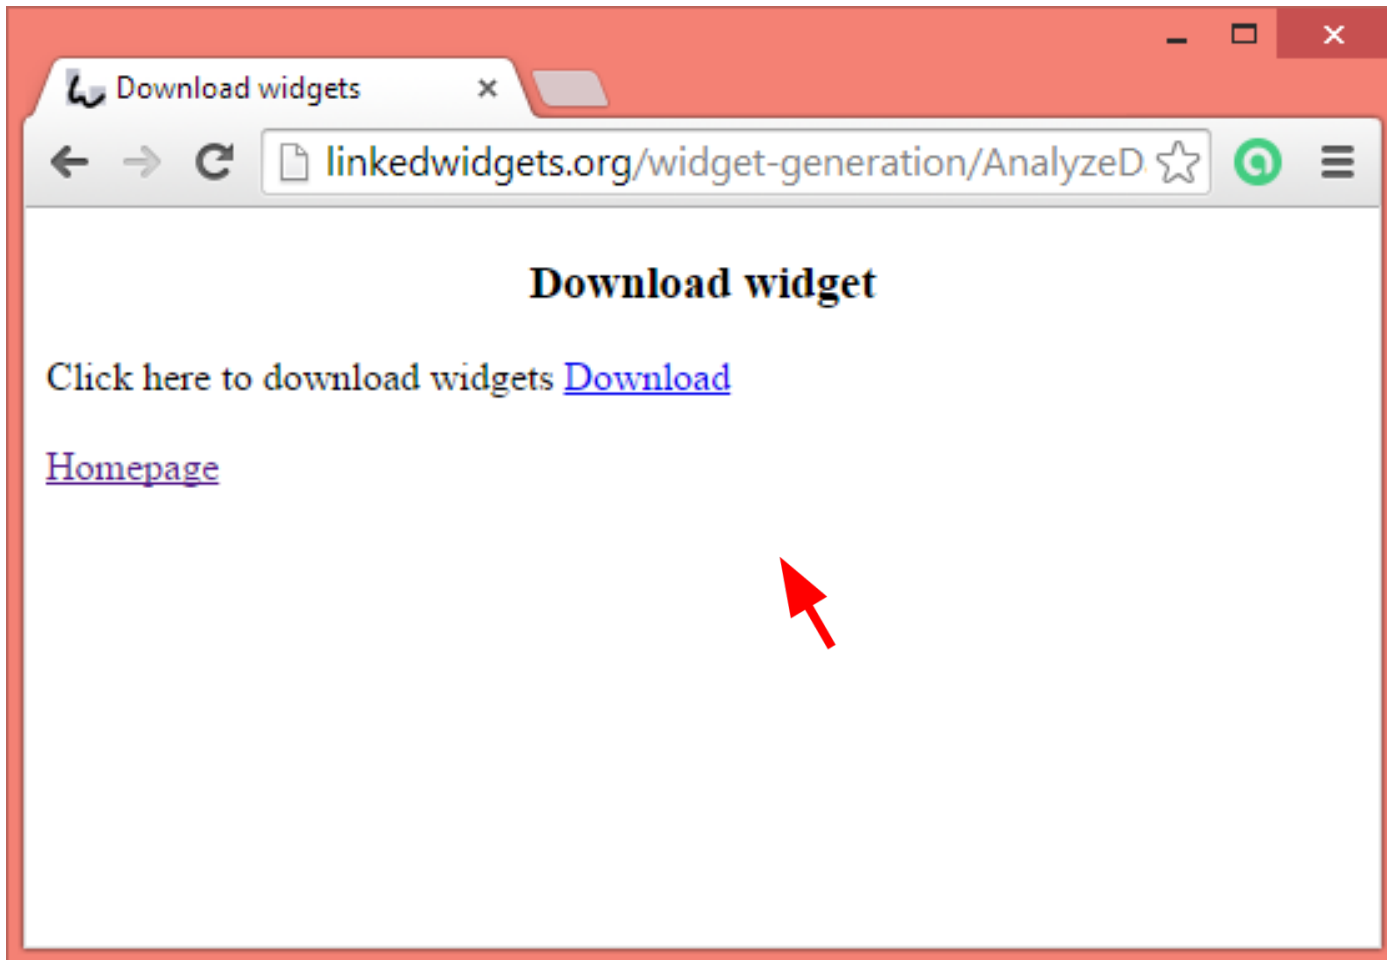 Download widgets
linkedwidgets.org/widget-generation/AnalyzeD
Download widget
Click here to download widgets Download
Homepage